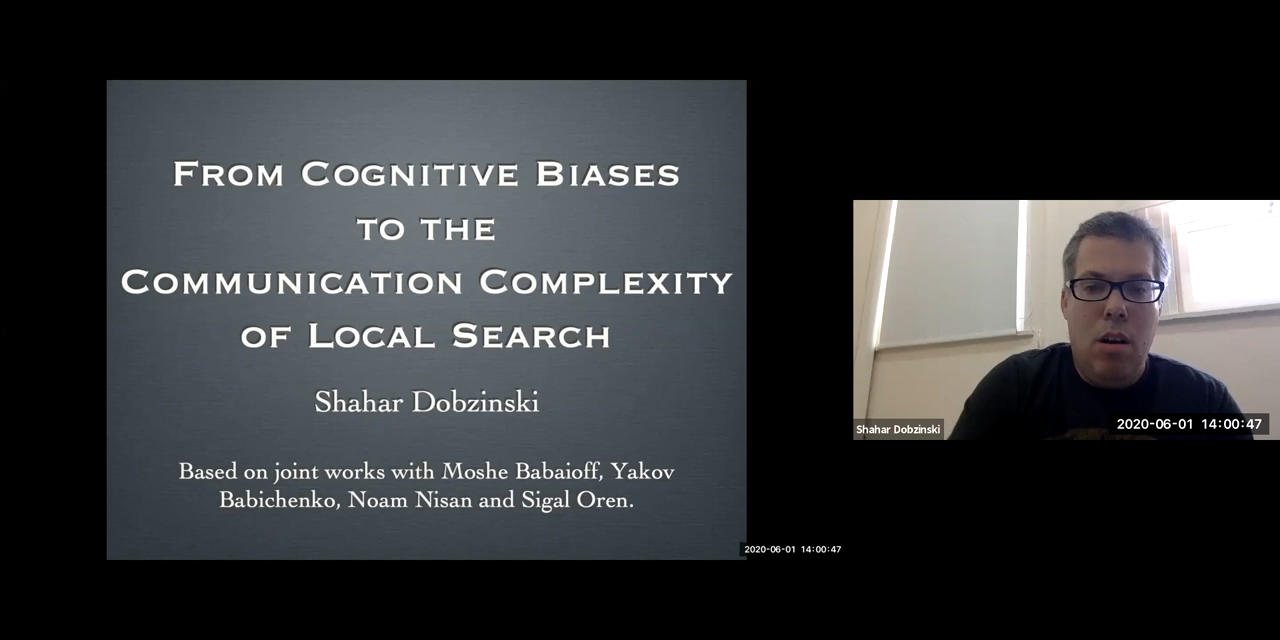 From Cognitive Biases
to the
Communication Complexity
of Local Search
Shahar Dobzinski
Based on joint works with Moshe Babaioff, Yakov
Babichenko, Noam Nisan and Sigal Oren.
2020-06-01 14:00:47
Shahar Dobzinski
2020-06-01 14:00:47